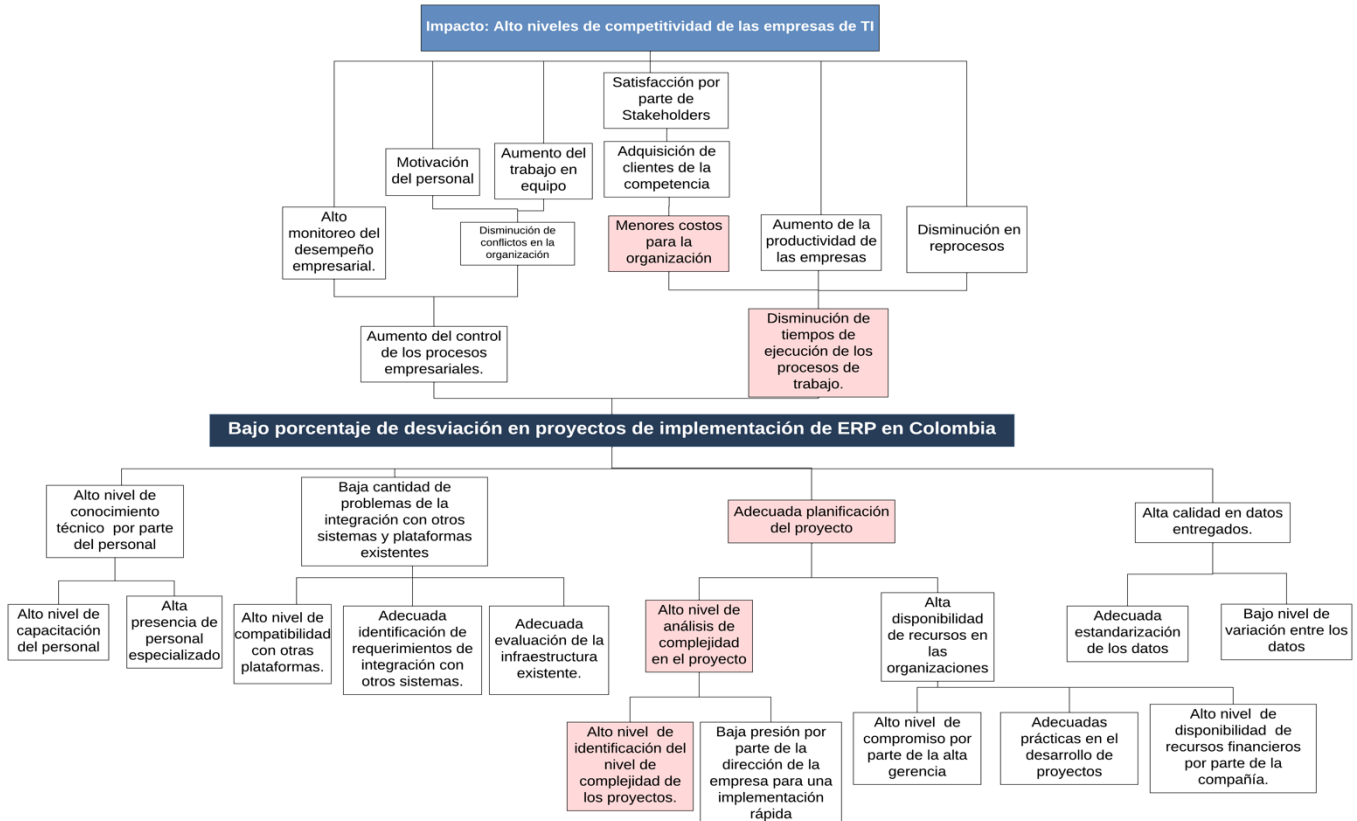 Impacto: Alto niveles de competitividad de las empresas de TI
Satisfacción por
parte de
Stakeholders
Motivación
del personal
Aumento del
trabajo en
equipo
Adquisición de
clientes de la
competencia
Alto
monitoreo del
desempeño
empresarial.
Disminución de
conflictos en la
organización
Menores costos
para la
organización
Aumento de la
productividad de
las empresas
Disminución en
reprocesos
Aumento del control
de los procesos
empresariales.
Disminución de
tiempos de
ejecución de los
procesos de
trabajo.
Bajo porcentaje de desviación en proyectos de implementación de ERP en Colombia
Alto nivel de
conocimiento
técnico por parte
del personal
Baja cantidad de
problemas de la
integración con otros
sistemas y plataformas
existentes
Adecuada planificación
del proyecto
Alta calidad en datos
entregados.
Alto nivel de
capacitación
del personal
Alta
presencia de
personal
especializado
Alto nivel de
compatibilidad
con otras
plataformas.
Adecuada
identificación de
requerimientos de
integración con
otros sistemas.
Adecuada
evaluación de la
infraestructura
existente.
Alto nivel de
análisis de
complejidad
en el proyecto
Alta
disponibilidad
de recursos en
las
organizaciones
Adecuada
estandarización
de los datos
Bajo nivel de
variación entre los
datos
Alto nivel de
identificación del
nivel de
complejidad de
los proyectos.
Baja presión por
parte de la
dirección de la
empresa para una
implementación
rápida
Alto nivel de
compromiso por
parte de la alta
gerencia
Adecuadas
prácticas en el
desarrollo de
proyectos
Alto nivel de
disponibilidad de
recursos financieros
por parte de la
compañía.